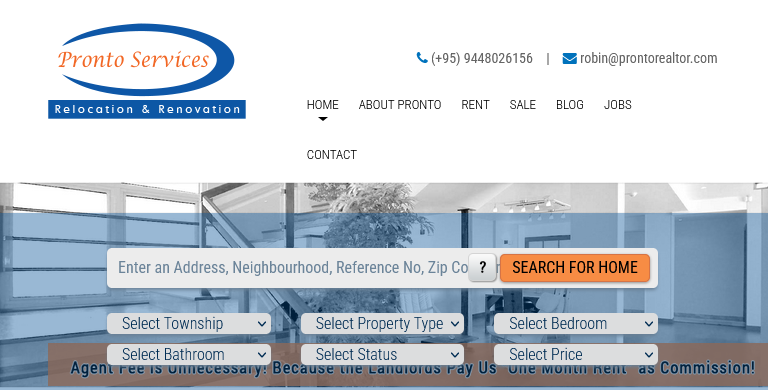 Pronto Services
Relocation & Renovation
(+95) 9448026156 | robin@prontorealtor.com
HOME ABOUT PRONTO RENT SALE BLOG JOBS
CONTACT
Enter an Address, Neighbourhood, Reference No, Zip Co ? SEARCH FOR HOME
Select Township Select Property Type Select Bedroom
Select Bathroom Select Status Select Price
Agent Fee is Unnecessary! Because the Landlords Pay Us "One Month Rent" as Commission!